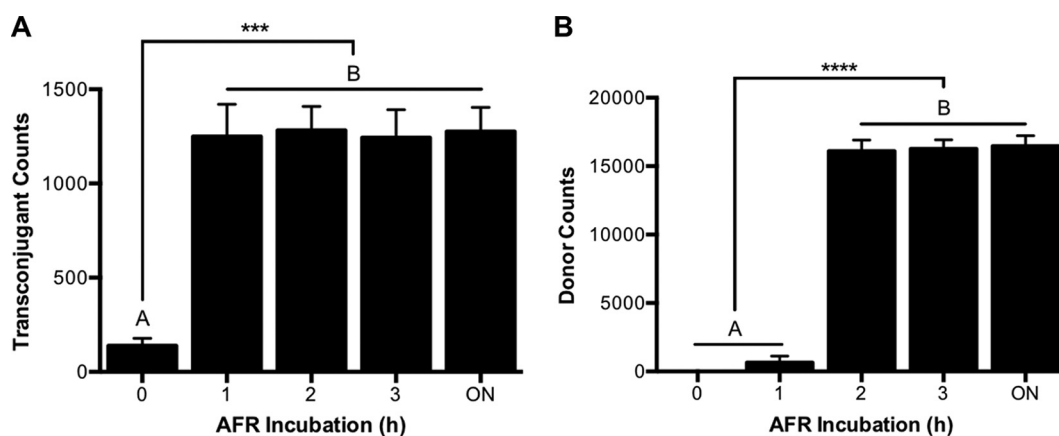 A
***
B
1500
1000
500
0
A
Transconjugant Counts
0 1 2 3 ON
AFR Incubation (h)
B
****
B
20000
15000
10000
5000
0
A
Donor Counts
0 1 2 3 ON
AFR Incubation (h)